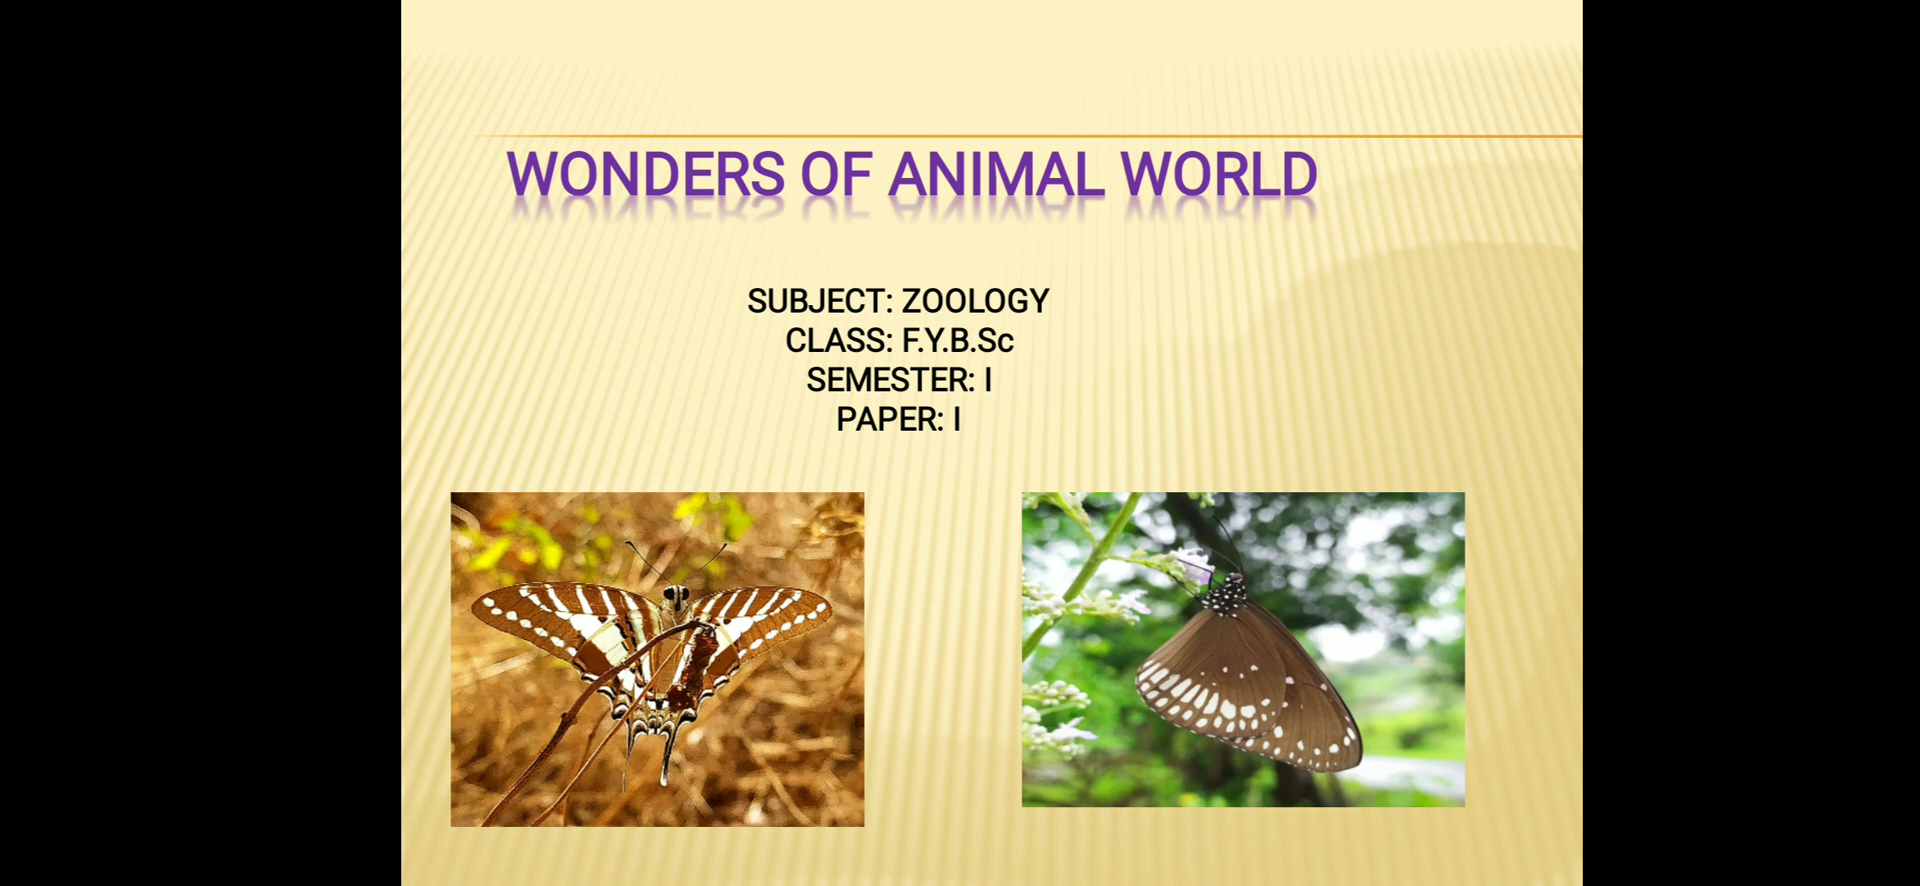 WONDERS OF ANIMAL WORLD
SUBJECT: ZOOLOGY
CLASS: F.Y.B.Sc
SEMESTER: I
PAPER: I